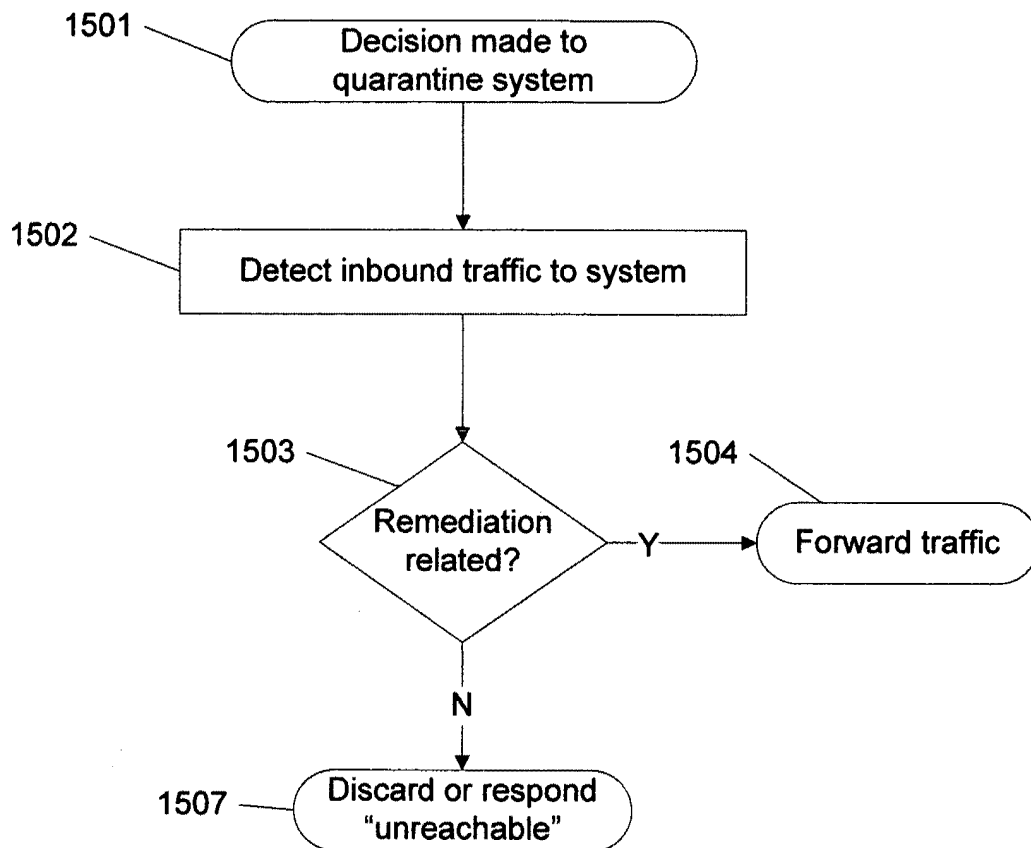 1501
Decision made to
quarantine system
1502
Detect inbound traffic to system
1503
Remediation
related?
Y
1504
Forward traffic
N
1507
Discard or respond
“unreachable”